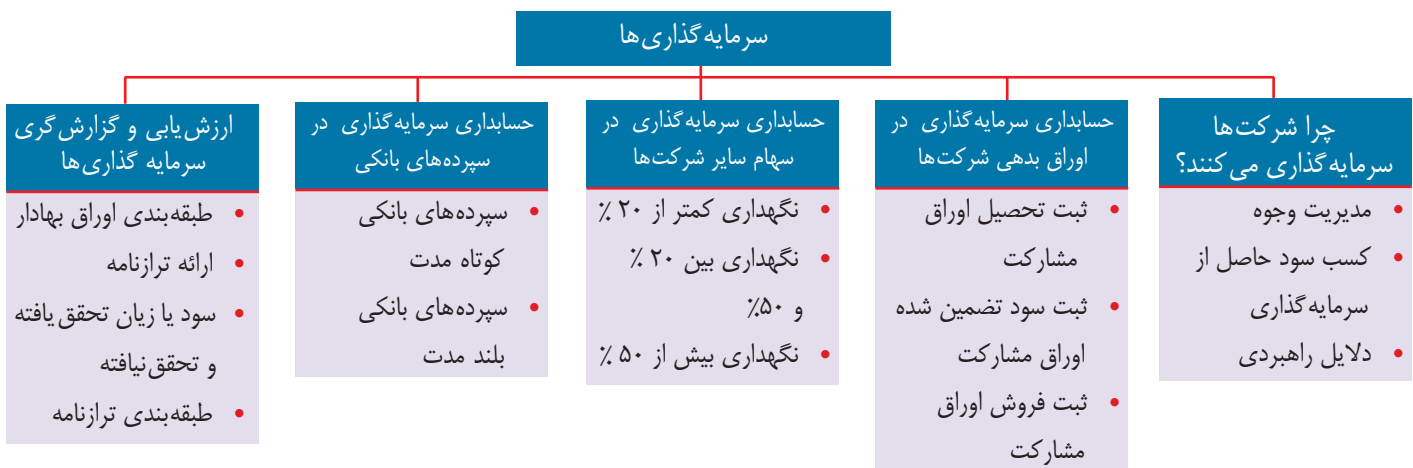 سرمایه‌گذاری‌ها
چرا شرکت‌ها
سرمایه‌گذاری می‌کنند؟
• مدیریت وجوه
• کسب سود حاصل از
سرمایه‌گذاری
• دلایل راهبردی
حسابداری سرمایه‌گذاری در
اوراق بدهی شرکت‌ها
• ثبت تحصیل اوراق
مشارکت
• ثبت سود تضمین شده
اوراق مشارکت
• ثبت فروش اوراق
مشارکت
حسابداری سرمایه‌گذاری در
سهام سایر شرکت‌ها
• نگهداری کمتر از ۲۰ ٪
• نگهداری بین ۲۰ ٪
و ۵۰٪
• نگهداری بیش از ۵۰ ٪
حسابداری سرمایه‌گذاری در
سپرده‌های بانکی
• سپرده‌های بانکی
کوتاه مدت
• سپرده‌های بانکی
بلند مدت
ارزش‌یابی و گزارش‌گری
سرمایه گذاری‌ها
• طبقه‌بندی اوراق بهادار
• ارائه ترازنامه
• سود یا زیان تحقق یافته
و تحقق‌نیافته
• طبقه‌بندی ترازنامه